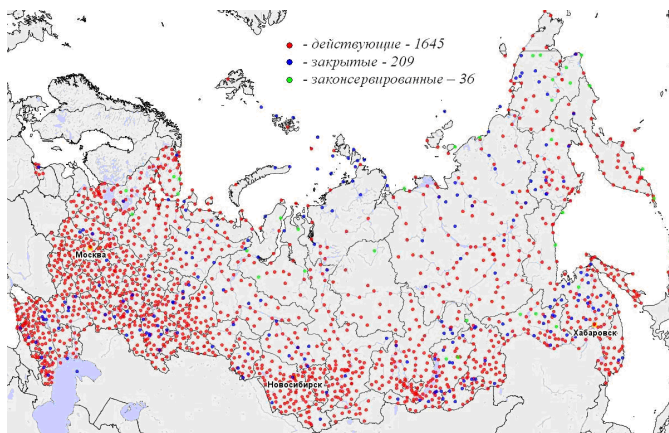 - действующие - 1645
- закрытые - 209
- законсервированные – 36
Москва
Новосибирск
Хабаровск